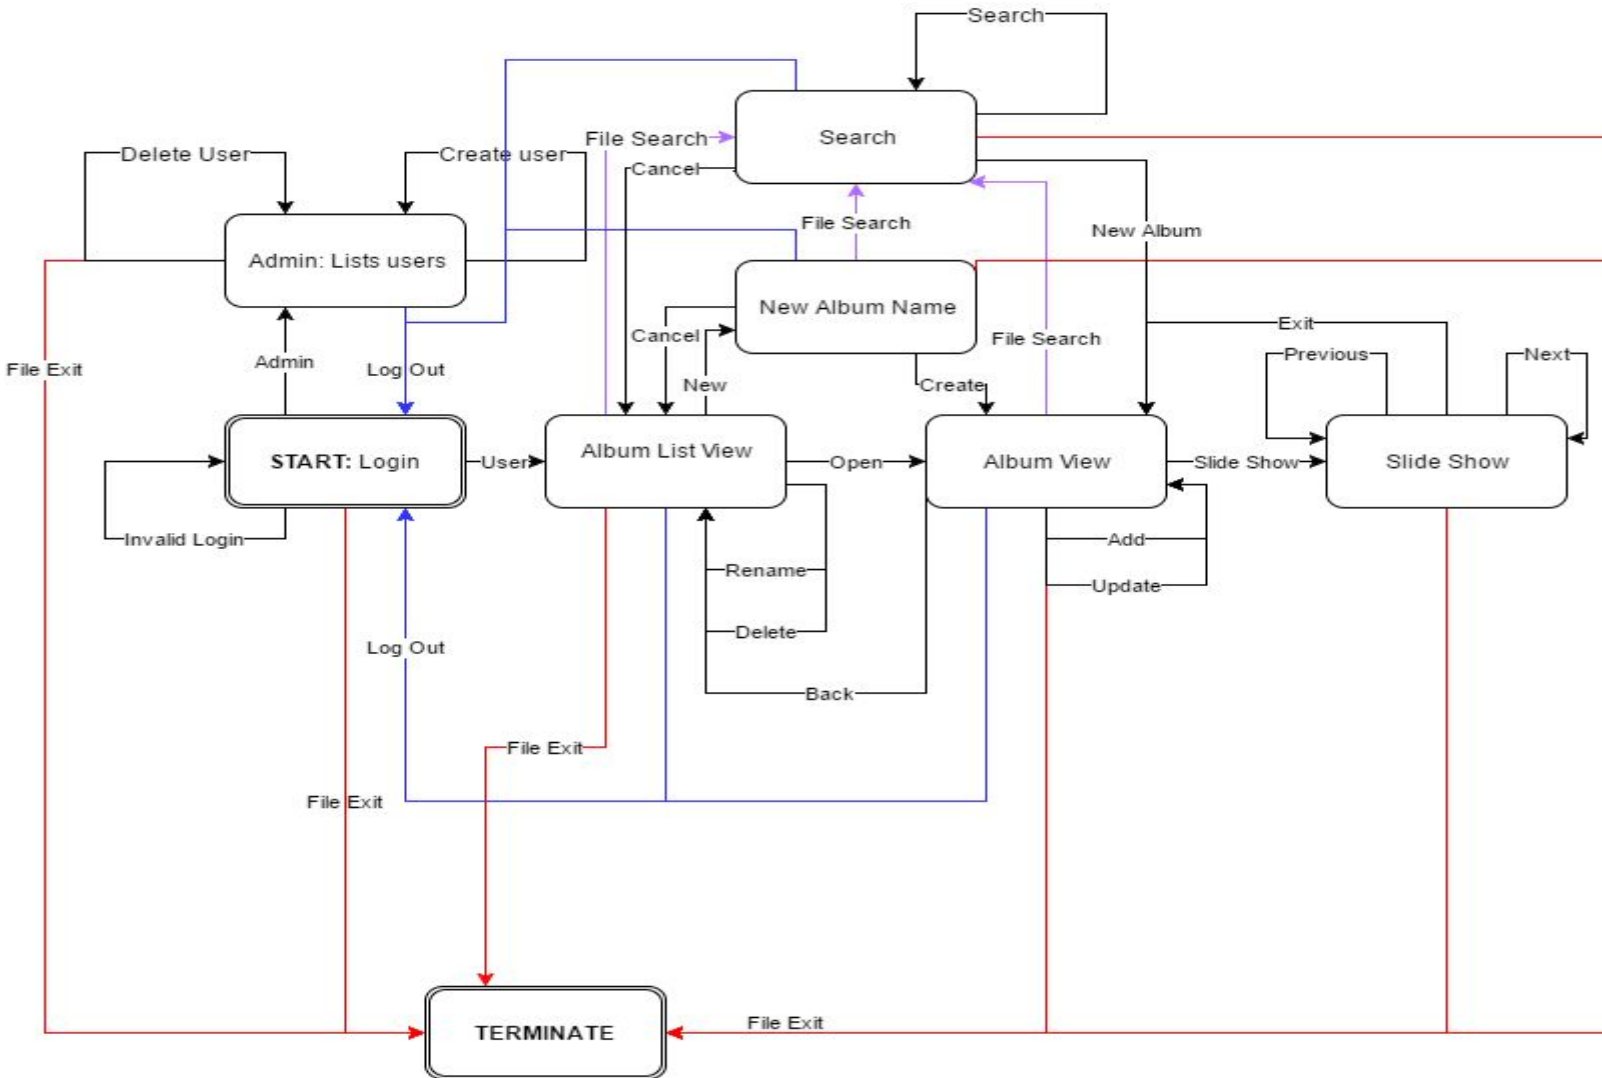 Search
Search
File Search
Delete User
Create user
Cancel
File Search
New Album
Admin: Lists users
New Album Name
Exit
Cancel
File Search
Previous
Next
File Exit
Admin
Log Out
New
Create
START: Login
User
Album List View
Open
Album View
Slide Show
Slide Show
Invalid Login
Add
Rename
Update
Delete
Log Out
Back
File Exit
File Exit
File Exit
TERMINATE